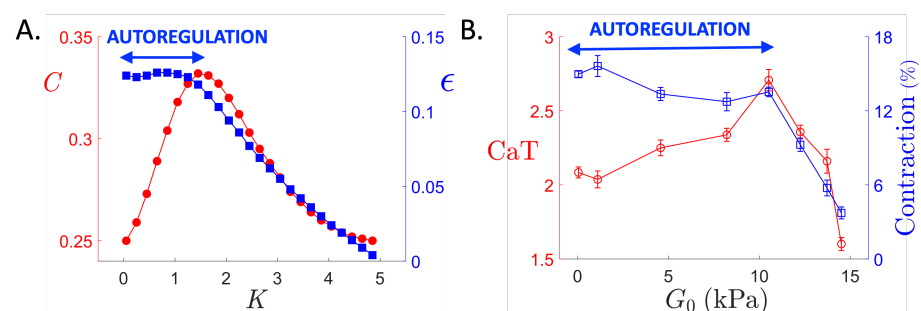 A.
AUTOREGULATION
0.35
0.3
0.25
C
0.15
0.1
0.05
0
ϵ
0 1 2 3 4 5
K
B.
AUTOREGULATION
3
2.5
2
1.5
CaT
18
12
6
0
Contraction (%)
0 5 10 15
G₀ (kPa)